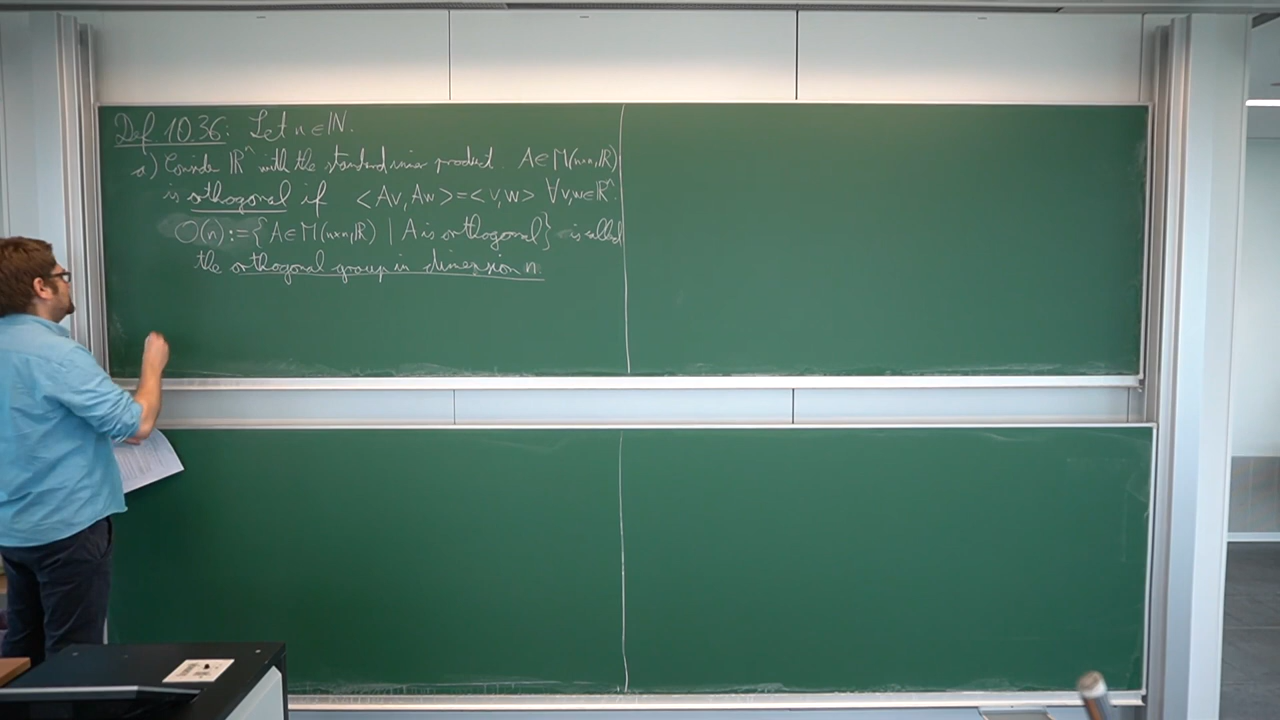 Def. 10.36: Let n ∈ ℕ.
a) Consider ℝⁿ with the standard inner product. A ∈ M(n×n,ℝ)
is orthogonal if <Av, Aw> = <v,w> ∀v,w∈ℝⁿ.
O(n) := {A ∈ M(n×n,ℝ) | A is orthogonal} is called
the orthogonal group in dimension n.